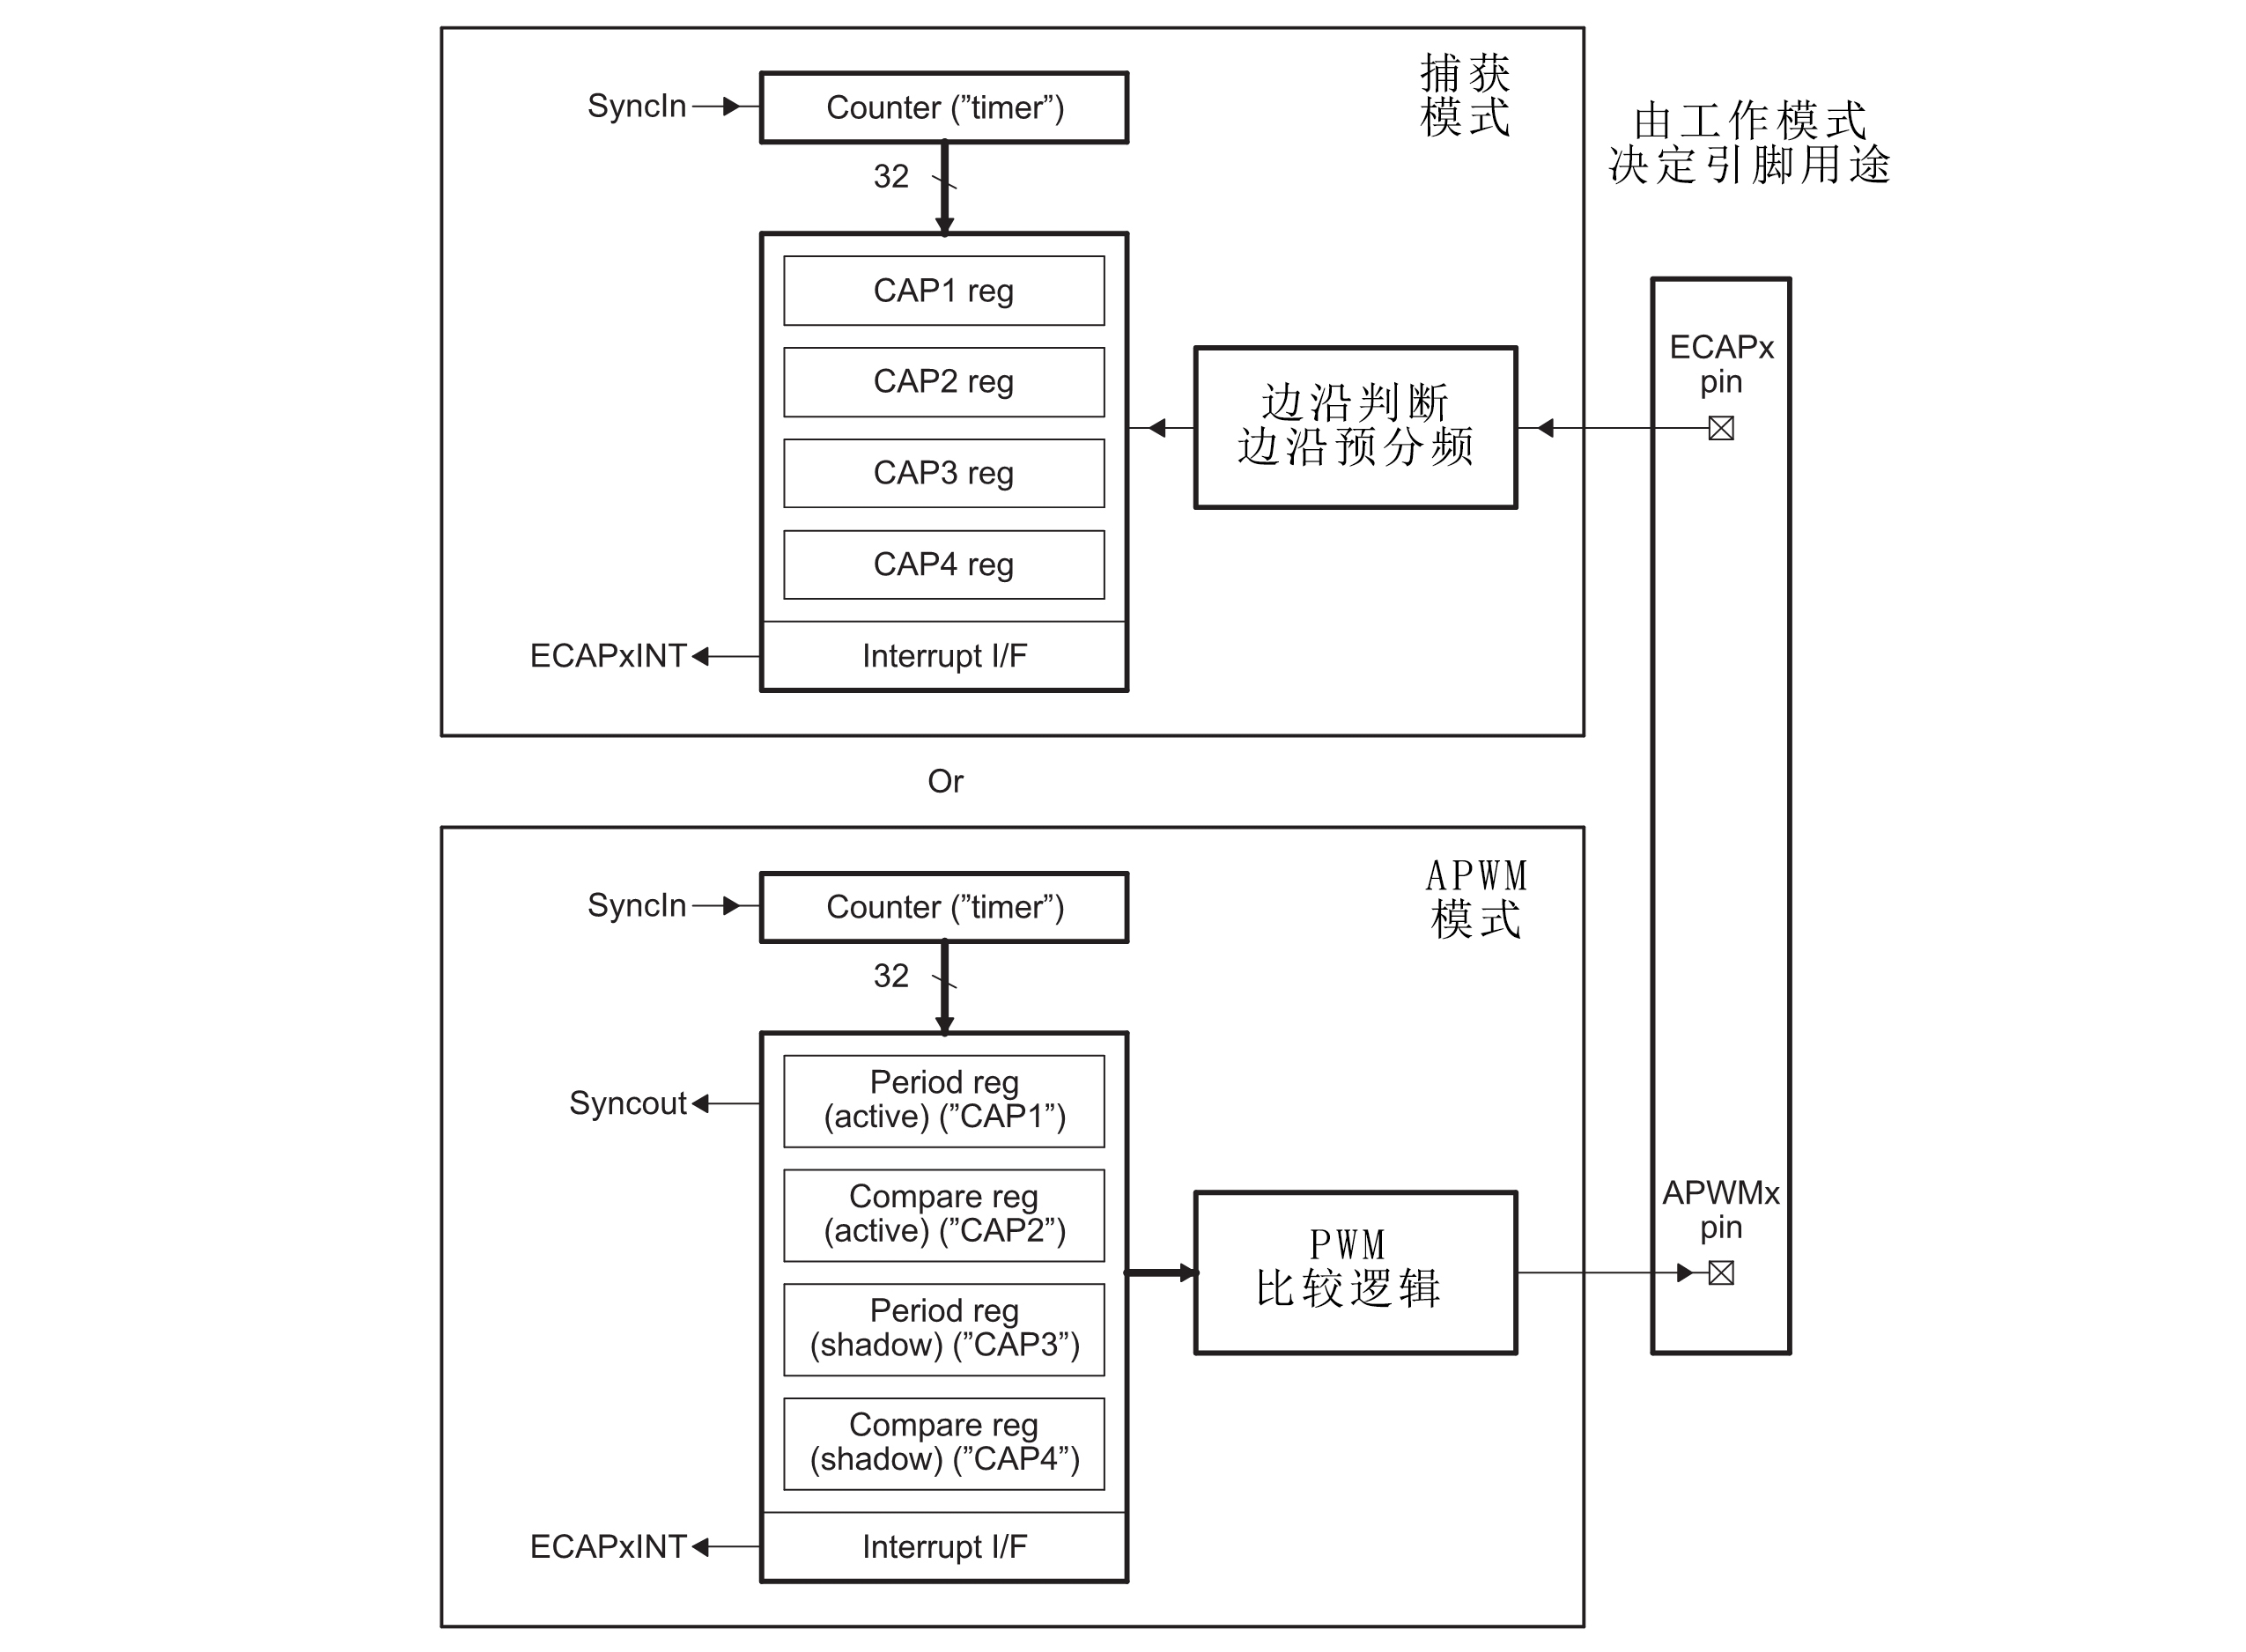 捕获
模式
由工作模式
决定引脚用途
SyncIn
Counter (”timer”)
32
CAP1 reg
CAP2 reg
CAP3 reg
CAP4 reg
ECAPxINT
Interrupt I/F
边沿判断
边沿预分频
ECAPx
pin
Or
APWM
模式
SyncIn
Counter (”timer”)
32
Syncout
Period reg
(active) (”CAP1”)
Compare reg
(active) (”CAP2”)
Period reg
(shadow) (”CAP3”)
Compare reg
(shadow) (”CAP4”)
ECAPxINT
Interrupt I/F
PWM
比较逻辑
APWMx
pin